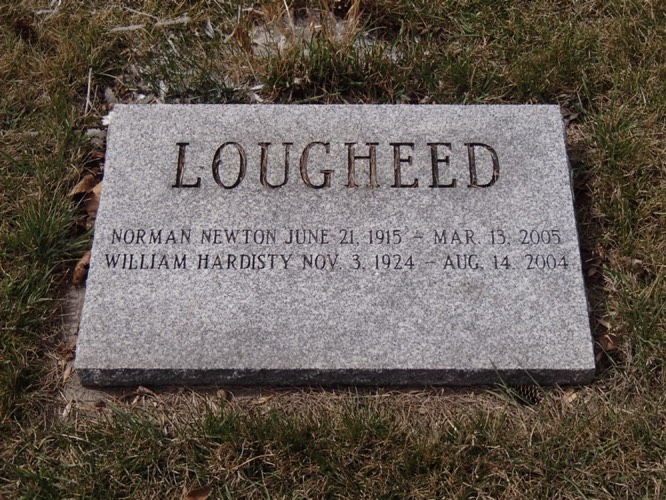 LOUGHEED
NORMAN NEWTON JUNE 21, 1915 - MAR. 13, 2005
WILLIAM HARDISTY NOV. 3, 1924 - AUG. 14, 2004